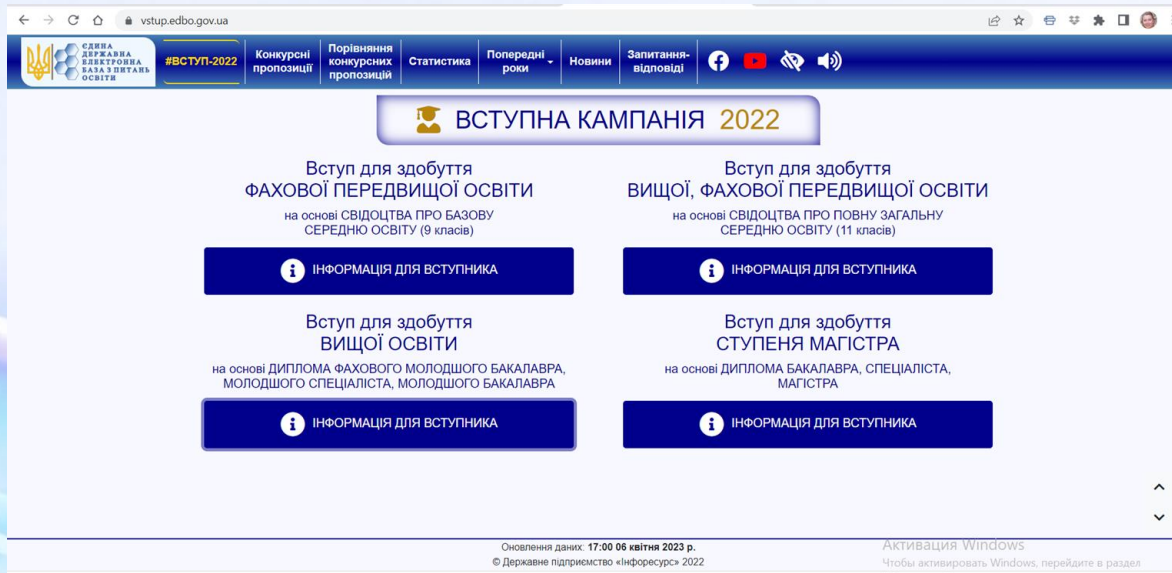 vstup.edbo.gov.ua
ЄДИНА
ДЕРЖАВНА
ЕЛЕКТРОННА
БАЗА З ПИТАНЬ
ОСВІТИ
#ВСТУП-2022
Конкурсні
пропозиції
Порівняння
конкурсних
пропозицій
Статистика
Попередні
роки
Новини
Запитання-
відповіді
ВСТУПНА КАМПАНІЯ 2022
Вступ для здобуття
ФАХОВОЇ ПЕРЕДВИЩОЇ ОСВІТИ
на основі СВІДОЦТВА ПРО БАЗОВУ
СЕРЕДНЮ ОСВІТУ (9 класів)
ІНФОРМАЦІЯ ДЛЯ ВСТУПНИКА
Вступ для здобуття
ВИЩОЇ, ФАХОВОЇ ПЕРЕДВИЩОЇ ОСВІТИ
на основі СВІДОЦТВА ПРО ПОВНУ ЗАГАЛЬНУ
СЕРЕДНЮ ОСВІТУ (11 класів)
ІНФОРМАЦІЯ ДЛЯ ВСТУПНИКА
Вступ для здобуття
ВИЩОЇ ОСВІТИ
на основі ДИПЛОМА ФАХОВОГО МОЛОДШОГО БАКАЛАВРА,
МОЛОДШОГО СПЕЦІАЛІСТА, МОЛОДШОГО БАКАЛАВРА
ІНФОРМАЦІЯ ДЛЯ ВСТУПНИКА
Вступ для здобуття
СТУПЕНЯ МАГІСТРА
на основі ДИПЛОМА БАКАЛАВРА, СПЕЦІАЛІСТА,
МАГІСТРА
ІНФОРМАЦІЯ ДЛЯ ВСТУПНИКА
Оновлення даних: 17:00 06 квітня 2023 р.
© Державне підприємство «Інфоресурс» 2022
Активация Windows
Чтобы активировать Windows, перейдите в раздел